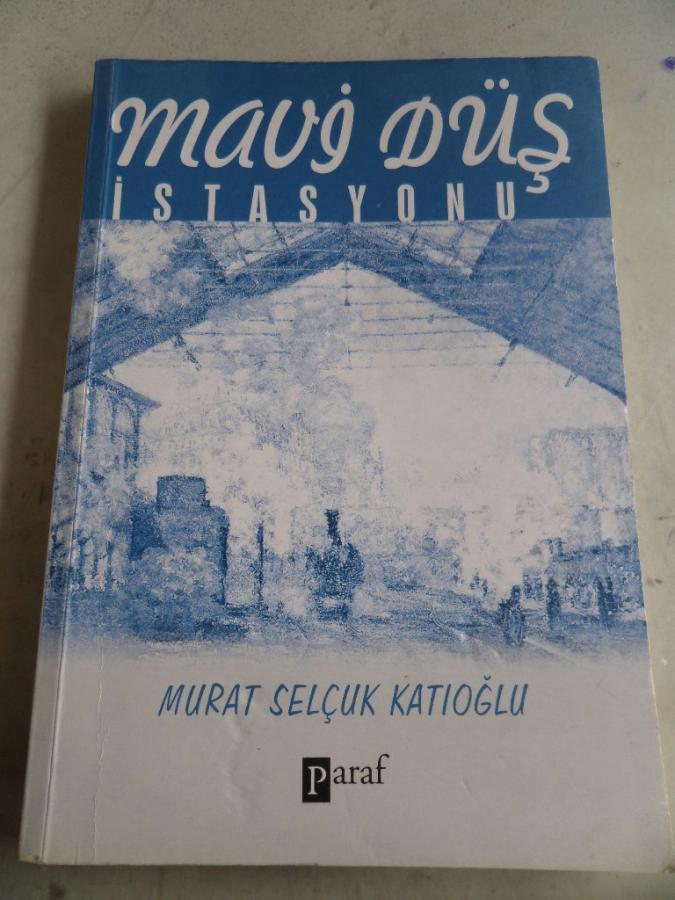 MAVİ DÜŞ
İSTASYONU
MURAT SELÇUK KATIOĞLU
Paraf